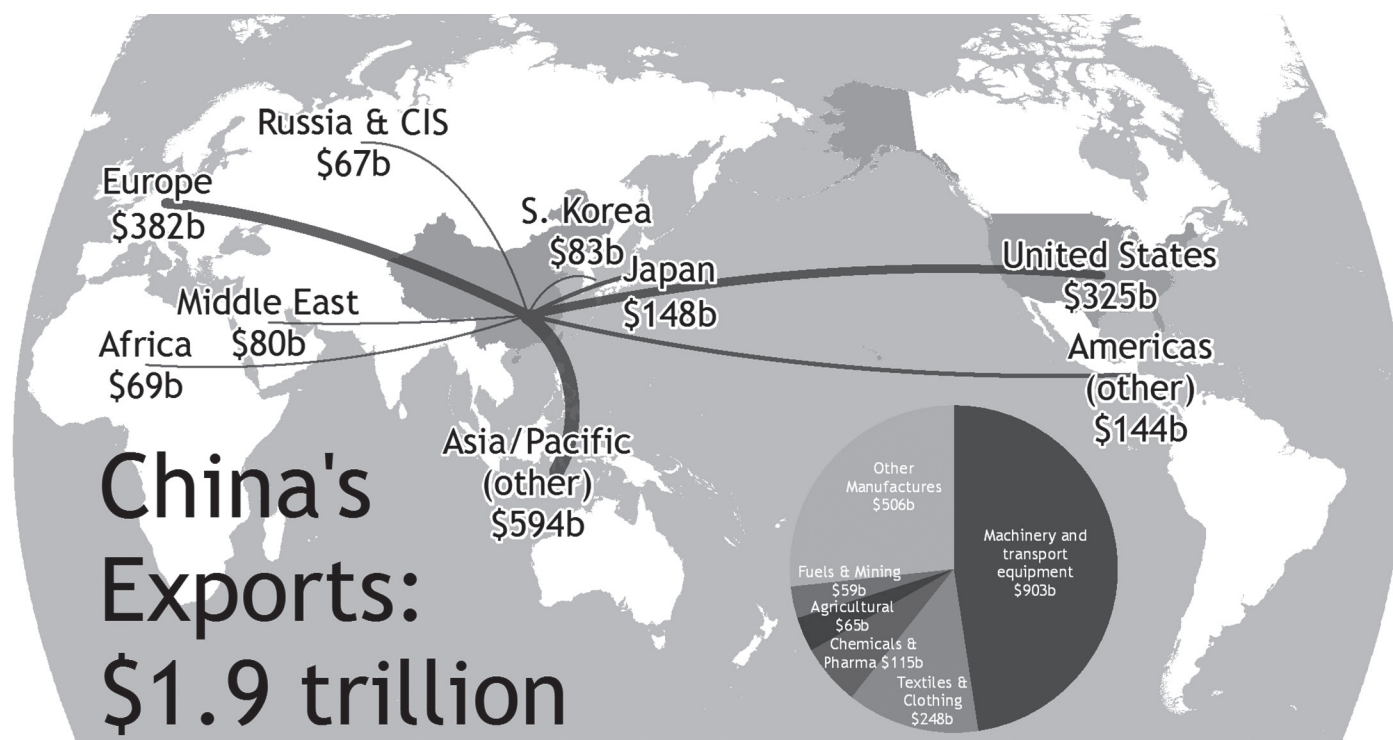 Russia & CIS
$67b
Europe
$382b
S. Korea
$83b
Japan
$148b
United States
$325b
Middle East
$80b
Africa
$69b
Americas
(other)
$144b
Asia/Pacific
(other)
$594b
China's
Exports:
$1.9 trillion
Other
Manufactures
$506b
Machinery and
transport
equipment
$903b
Fuels & Mining
$59b
Agricultural
$65b
Chemicals &
Pharma $115b
Textiles &
Clothing
$248b